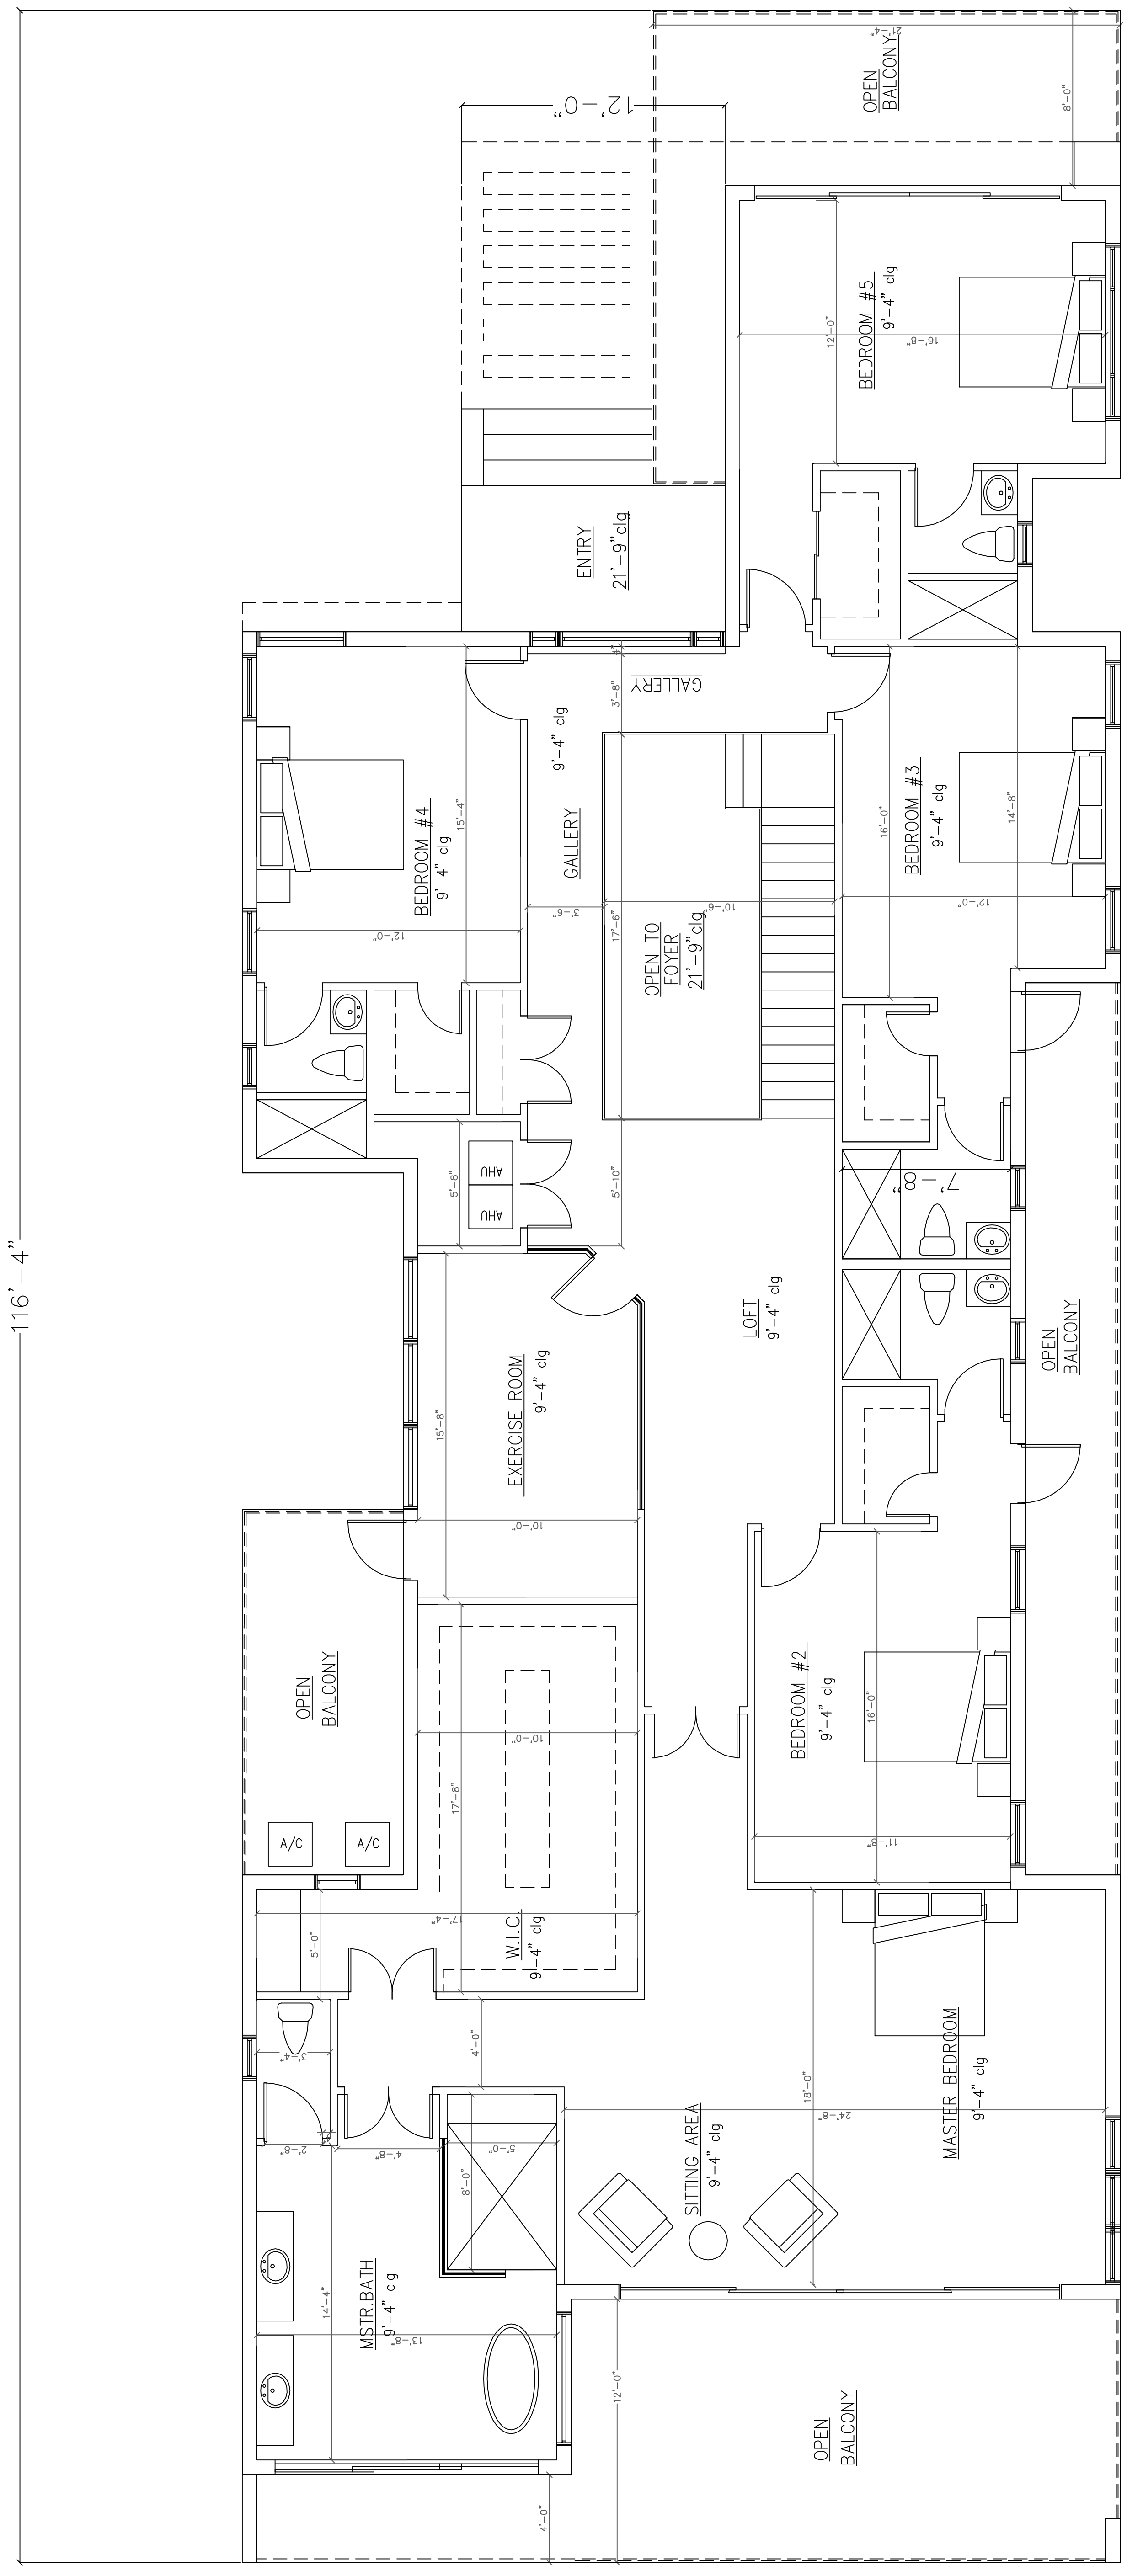 116'-4"
21'-4"
OPEN
BALCONY
8'-0"
12'-0"
BEDROOM #5
9'-4" clg
12'-0"
16'-8"
ENTRY
21'-9"clg
GALLERY
3'-8"
9'-4" clg
GALLERY
BEDROOM #4
9'-4" clg
15'-4"
12'-0"
3'-6"
17'-6"
10'-6"
OPEN TO
FOYER
21'-9"clg
BEDROOM #3
9'-4" clg
16'-0"
14'-8"
12'-0"
5'-8"
AHU
AHU
5'-10"
7'-8"
LOFT
9'-4" clg
OPEN
BALCONY
EXERCISE ROOM
9'-4" clg
15'-8"
10'-0"
OPEN
BALCONY
A/C
A/C
10'-0"
17'-8"
17'-4"
W.I.C.
9'-4" clg
5'-0"
BEDROOM #2
9'-4" clg
16'-0"
11'-8"
3'-4"
4'-0"
2'-8"
4'-8"
5'-0"
8'-0"
18'-0"
24'-8"
MASTER BEDROOM
9'-4" clg
SITTING AREA
9'-4" clg
MSTR.BATH
9'-4" clg
14'-4"
13'-8"
12'-0"
OPEN
BALCONY
4'-0"